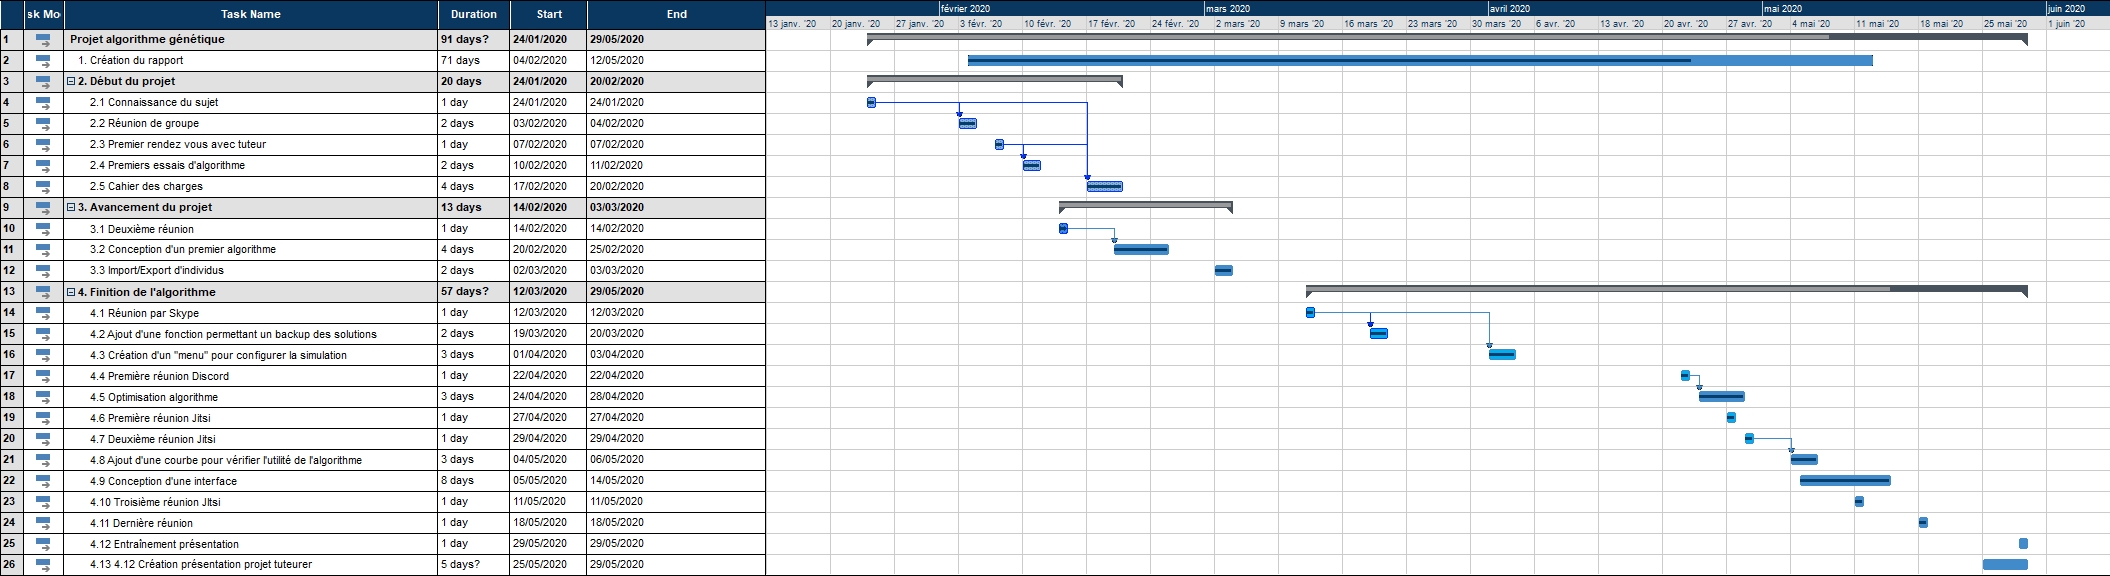 sk Mo Task Name Duration Start End
février 2020 mars 2020 avril 2020 mai 2020 juin 2020
13 janv. '20 20 janv. '20 27 janv. '20 3 févr. '20 10 févr. '20 17 févr. '20 24 févr. '20 2 mars '20 9 mars '20 16 mars '20 23 mars '20 30 mars '20 6 avr. '20 13 avr. '20 20 avr. '20 27 avr. '20 4 mai '20 11 mai '20 18 mai '20 25 mai '20 1 juin '20
1 Projet algorithme génétique 91 days? 24/01/2020 29/05/2020
2 1. Création du rapport 71 days 04/02/2020 12/05/2020
3 2. Début du projet 20 days 24/01/2020 20/02/2020
4 2.1 Connaissance du sujet 1 day 24/01/2020 24/01/2020
5 2.2 Réunion de groupe 2 days 03/02/2020 04/02/2020
6 2.3 Premier rendez vous avec tuteur 1 day 07/02/2020 07/02/2020
7 2.4 Premiers essais d'algorithme 2 days 10/02/2020 11/02/2020
8 2.5 Cahier des charges 4 days 17/02/2020 20/02/2020
9 3. Avancement du projet 13 days 14/02/2020 03/03/2020
10 3.1 Deuxième réunion 1 day 14/02/2020 14/02/2020
11 3.2 Conception d'un premier algorithme 4 days 20/02/2020 25/02/2020
12 3.3 Import/Export d'individus 2 days 02/03/2020 03/03/2020
13 4. Finition de l'algorithme 57 days? 12/03/2020 29/05/2020
14 4.1 Réunion par Skype 1 day 12/03/2020 12/03/2020
15 4.2 Ajout d'une fonction permettant un backup des solutions 2 days 19/03/2020 20/03/2020
16 4.3 Création d'un "menu" pour configurer la simulation 3 days 01/04/2020 03/04/2020
17 4.4 Première réunion Discord 1 day 22/04/2020 22/04/2020
18 4.5 Optimisation algorithme 3 days 24/04/2020 28/04/2020
19 4.6 Première réunion Jitsi 1 day 27/04/2020 27/04/2020
20 4.7 Deuxième réunion Jitsi 1 day 29/04/2020 29/04/2020
21 4.8 Ajout d'une courbe pour vérifier l'utilité de l'algorithme 3 days 04/05/2020 06/05/2020
22 4.9 Conception d'une interface 8 days 05/05/2020 14/05/2020
23 4.10 Troisième réunion JItsi 1 day 11/05/2020 11/05/2020
24 4.11 Dernière réunion 1 day 18/05/2020 18/05/2020
25 4.12 Entraînement présentation 1 day 29/05/2020 29/05/2020
26 4.13 4.12 Création présentation projet tuteurer 5 days? 25/05/2020 29/05/2020